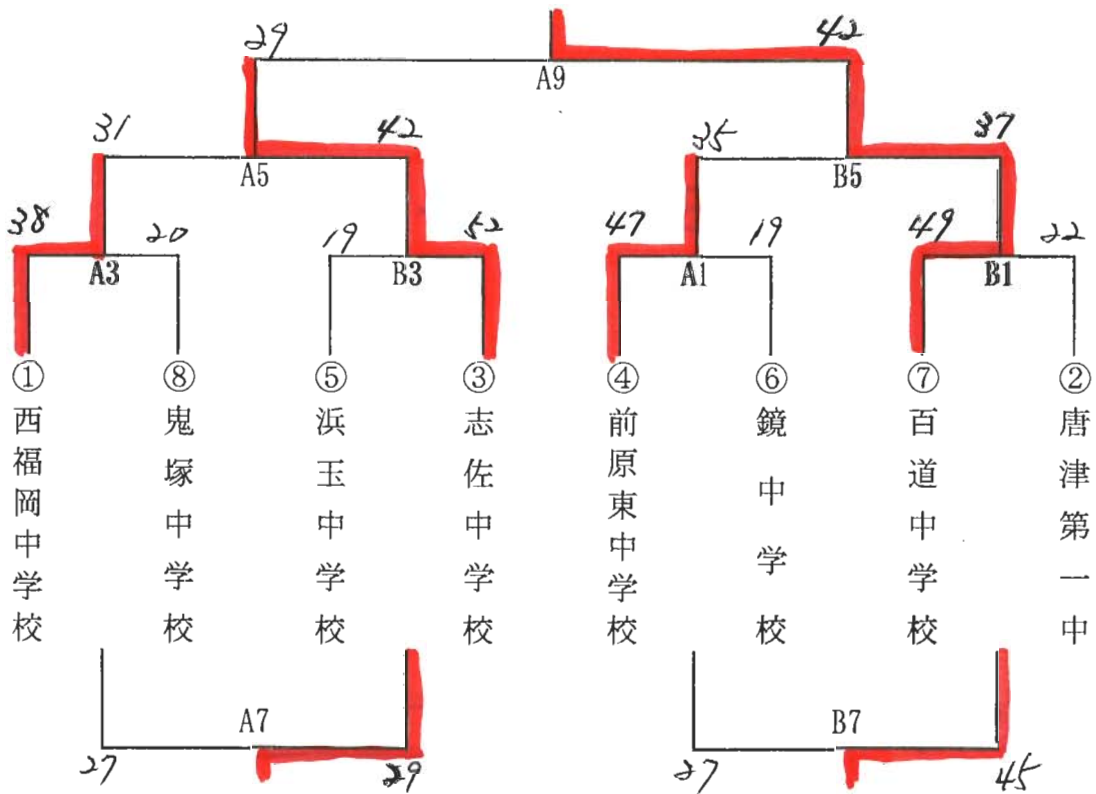 29 42
A9
31 42 35 37
A5 B5
38 20 19 52 47 19 49 22
A3 B3 A1 B1
① ⑧ ⑤ ③ ④ ⑥ ⑦ ②
西福岡中学校
鬼塚中学校
浜玉中学校
志佐中学校
前原東中学校
鏡中学校
百道中学校
唐津第一中
A7 B7
27 29 27 45